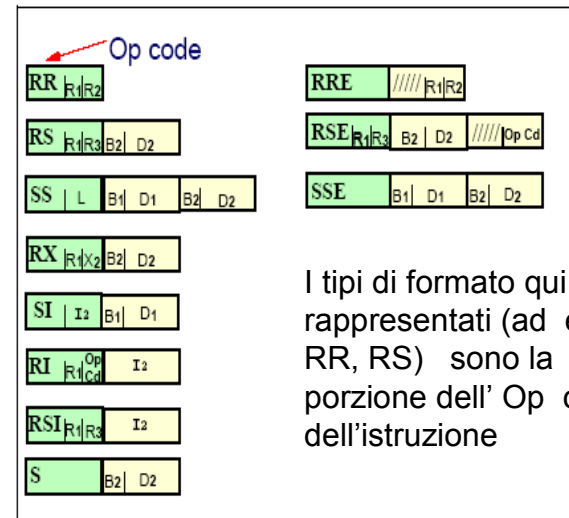 Op code
RR R1 R2
RS R1 R3 B2 D2
SS L B1 D1 B2 D2
RX R1 X2 B2 D2
SI I2 B1 D1
RI R1 Op Cd I2
RSI R1 R3 I2
S B2 D2
RRE ///// R1 R2
RSE R1 R3 B2 D2 ///// Op Cd
SSE B1 D1 B2 D2
I tipi di formato qui
rappresentati (ad
RR, RS) sono la
porzione dell' Op
dell'istruzione